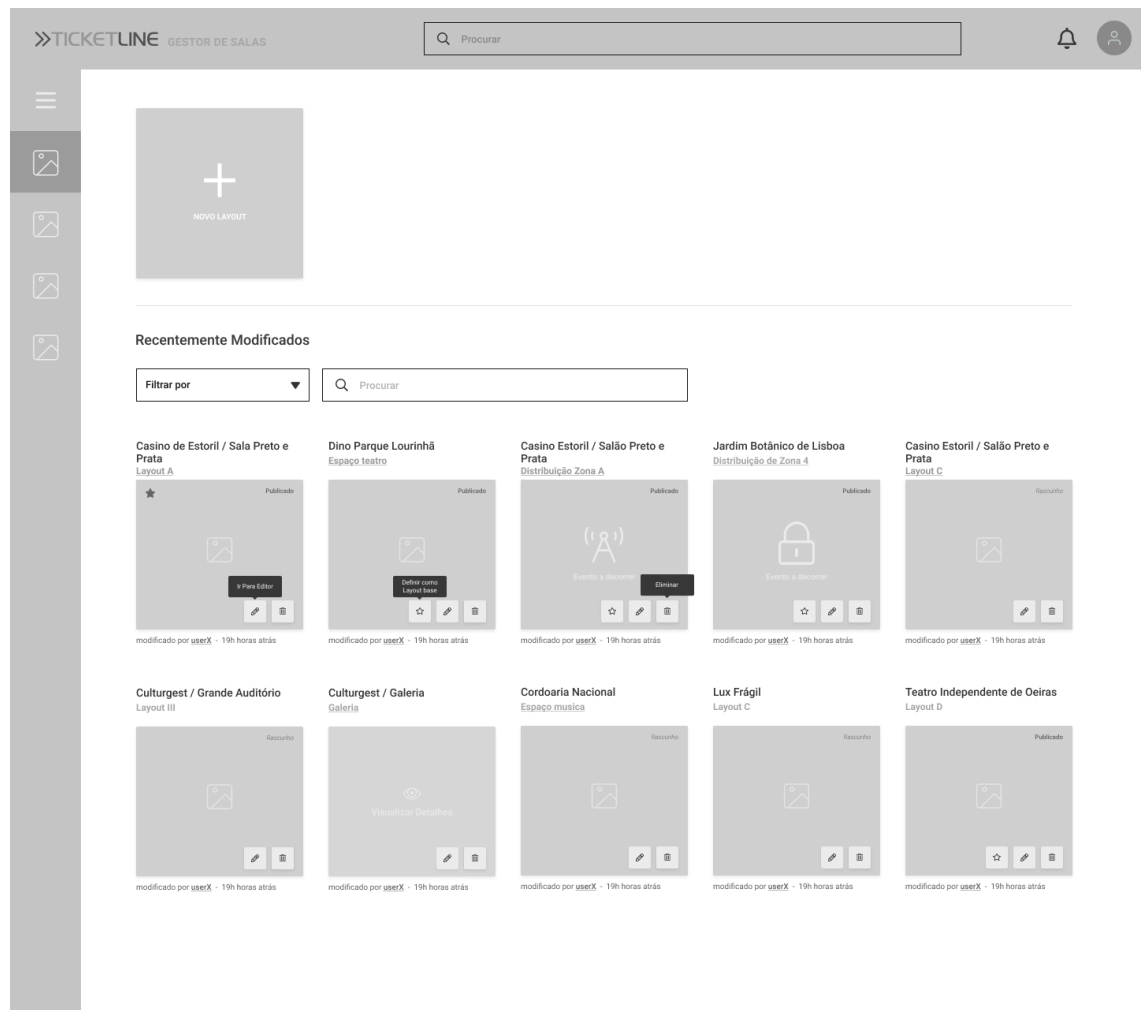 TICKETLINE GESTOR DE SALAS
Procurar
NOVO LAYOUT
Recentemente Modificados
Filtrar por
Procurar
Casino de Estoril / Sala Preto e
Prata
Layout A
Publicado
Ir Para Editor
modificado por userX - 19h horas atrás
Dino Parque Lourinhã
Espaço teatro
Publicado
Definir como
Layout base
modificado por userX - 19h horas atrás
Casino Estoril / Salão Preto e
Prata
Distribuição Zona A
Publicado
Evento a decorrer
Eliminar
modificado por userX - 19h horas atrás
Jardim Botânico de Lisboa
Distribuição de Zona 4
Publicado
Evento a decorrer
modificado por userX - 19h horas atrás
Casino Estoril / Salão Preto e
Prata
Layout C
Rascunho
modificado por userX - 19h horas atrás
Culturgest / Grande Auditório
Layout III
Rascunho
modificado por userX - 19h horas atrás
Culturgest / Galeria
Galeria
Visualizar Detalhes
modificado por userX - 19h horas atrás
Cordoaria Nacional
Espaço musica
Rascunho
modificado por userX - 19h horas atrás
Lux Frágil
Layout C
Rascunho
modificado por userX - 19h horas atrás
Teatro Independente de Oeiras
Layout D
Publicado
modificado por userX - 19h horas atrás